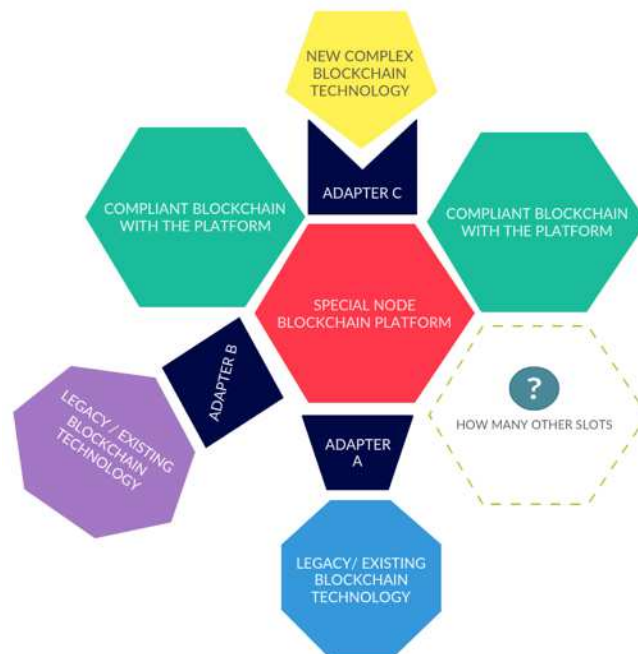 NEW COMPLEX
BLOCKCHAIN
TECHNOLOGY
ADAPTER C
COMPLIANT BLOCKCHAIN
WITH THE PLATFORM
COMPLIANT BLOCKCHAIN
WITH THE PLATFORM
SPECIAL NODE
BLOCKCHAIN PLATFORM
ADAPTER B
LEGACY / EXISTING
BLOCKCHAIN
TECHNOLOGY
?
HOW MANY OTHER SLOTS
ADAPTER
A
LEGACY/ EXISTING
BLOCKCHAIN
TECHNOLOGY